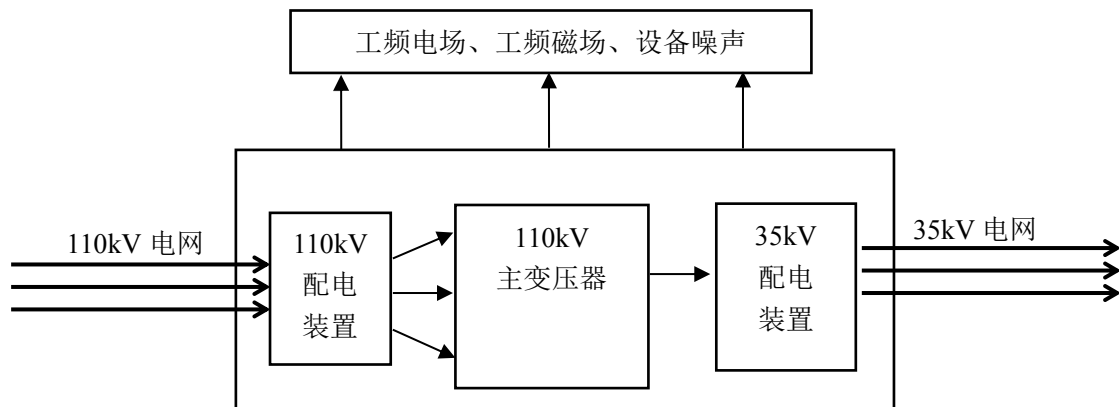 工频电场、工频磁场、设备噪声
110kV 电网
110kV
配电
装置
110kV
主变压器
35kV
配电
装置
35kV 电网